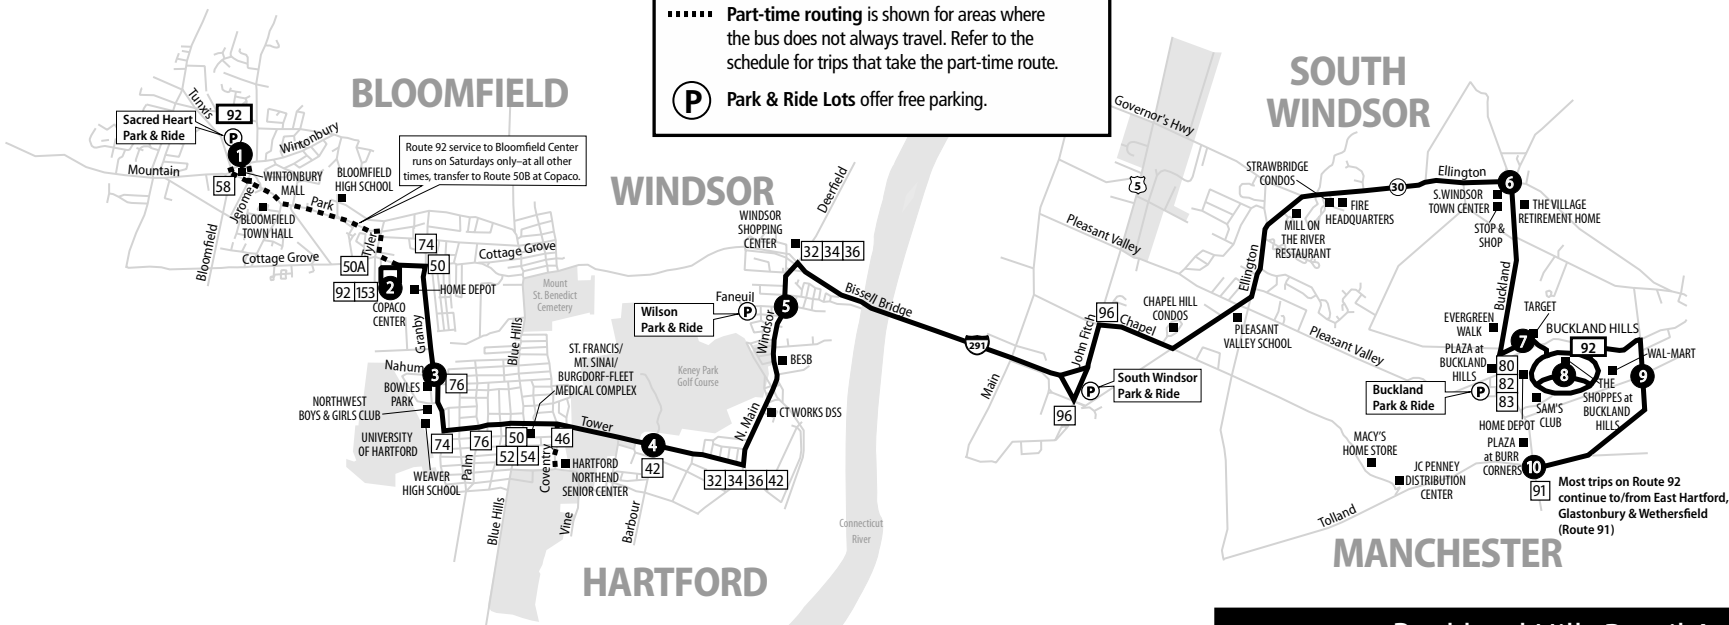 Part-time routing is shown for areas where
the bus does not always travel. Refer to the
schedule for trips that take the part-time route.
P
Park & Ride Lots offer free parking.
BLOOMFIELD
Tunxis
92
Sacred Heart
Park & Ride
P
1
Wintonbury
Mountain
58
WINTONBURY
MALL
BLOOMFIELD
HIGH SCHOOL
Route 92 service to Bloomfield Center
runs on Saturdays only–at all other
times, transfer to Route 50B at Copaco.
Jerome
Park
BLOOMFIELD
TOWN HALL
Bloomfield
Cottage Grove
Tyler
74
50
50A
Cottage Grove
92
153
2
COPACO
CENTER
HOME DEPOT
Mount
St. Benedict
Cemetery
Granby
Blue Hills
Nahum
3
76
BOWLES
PARK
NORTHWEST
BOYS & GIRLS CLUB
UNIVERSITY
OF HARTFORD
WEAVER
HIGH SCHOOL
74
76
Palm
50
52
54
46
Coventry
ST. FRANCIS/
MT. SINAI/
BURGDORF–FLEET
MEDICAL COMPLEX
HARTFORD
NORTHEND
SENIOR CENTER
Tower
4
42
Blue Hills
Vine
Barbour
HARTFORD
Keney Park
Golf Course
32
34
36
42
N. Main
CT WORKS DSS
BESB
Windsor
Wilson
Park & Ride
P
Faneuil
5
WINDSOR
WINDSOR
SHOPPING
CENTER
32
34
36
Deerfield
Bissell Bridge
Connecticut
River
291
Main
96
South Windsor
Park & Ride
P
John Fitch
96
Chapel
CHAPEL HILL
CONDOS
Governor's Hwy
5
Pleasant Valley
SOUTH
WINDSOR
Ellington
PLEASANT
VALLEY SCHOOL
Pleasant Valley
STRAWBRIDGE
CONDOS
FIRE
HEADQUARTERS
MILL ON
THE RIVER
RESTAURANT
30
Ellington
6
S.WINDSOR
TOWN CENTER
STOP &
SHOP
THE VILLAGE
RETIREMENT HOME
Buckland
TARGET
EVERGREEN
WALK
7
BUCKLAND HILLS
92
PLAZA at
BUCKLAND
HILLS
80
82
83
8
WAL-MART
9
THE
SHOPPES at
BUCKLAND
HILLS
Buckland
Park & Ride
P
SAM'S
CLUB
HOME DEPOT
PLAZA
at BURR
CORNERS
10
91
MACY'S
HOME STORE
JC PENNEY
DISTRIBUTION
CENTER
Tolland
Most trips on Route 92
continue to/from East Hartford,
Glastonbury & Wethersfield
(Route 91)
MANCHESTER